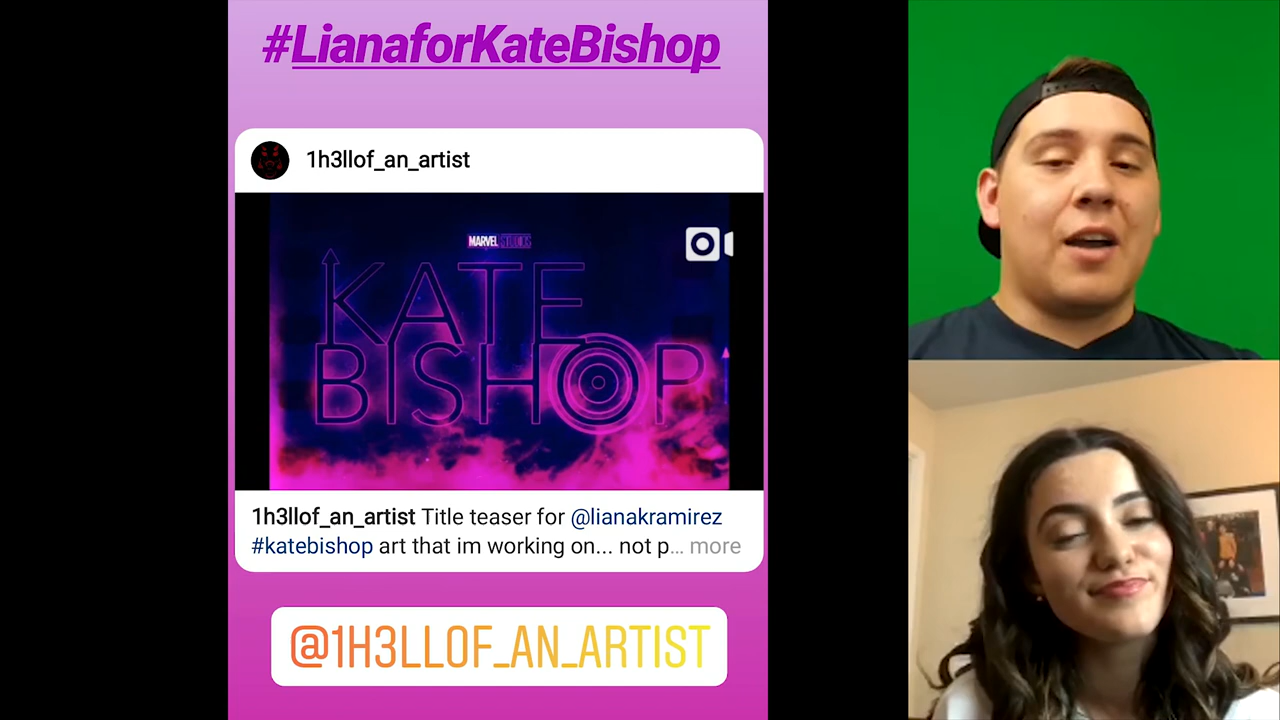 #LianaforKateBishop
1h3llof_an_artist
MARVEL STUDIOS
KATE
BISHOP
1h3llof_an_artist Title teaser for @lianakramirez
#katebishop art that im working on... not p... more
@1H3LLOF_AN_ARTIST